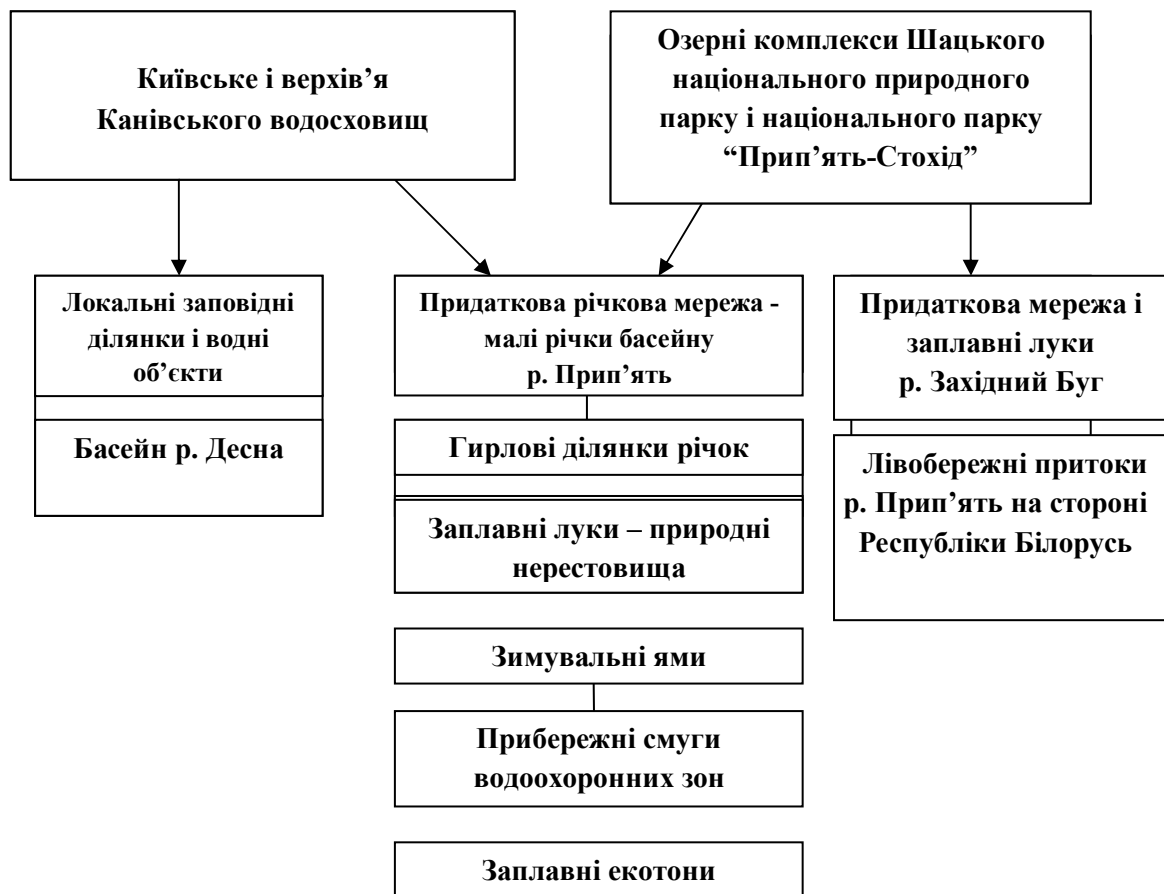 Київське і верхів’я
Канівського водосховищ
Озерні комплекси Шацького
національного природного
парку і національного парку
“Прип’ять-Стохід”
Локальні заповідні
ділянки і водні
об’єкти
Басейн р. Десна
Придаткова річкова мережа -
малі річки басейну
р. Прип’ять
Гирлові ділянки річок
Заплавні луки – природні
нерестовища
Зимувальні ями
Прибережні смуги
водоохоронних зон
Заплавні екотони
Придаткова мережа і
заплавні луки
р. Західний Буг
Лівобережні притоки
р. Прип’ять на стороні
Республіки Білорусь